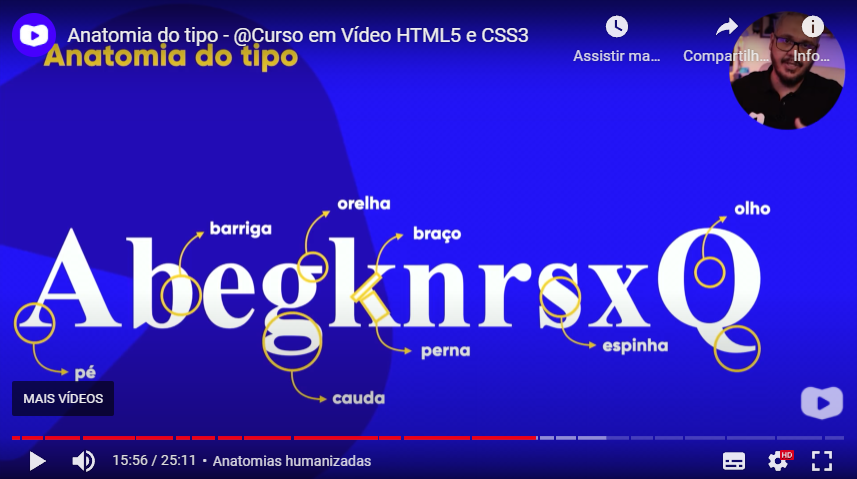 Anatomia do tipo - @Curso em Vídeo HTML5 e CSS3
Assistir ma...
Compartilh...
Info...
Anatomia do tipo
orelha
olho
barriga
braço
AbegknrsxQ
espinha
perna
pé
cauda
MAIS VÍDEOS
15:56 / 25:11 • Anatomias humanizadas
HD